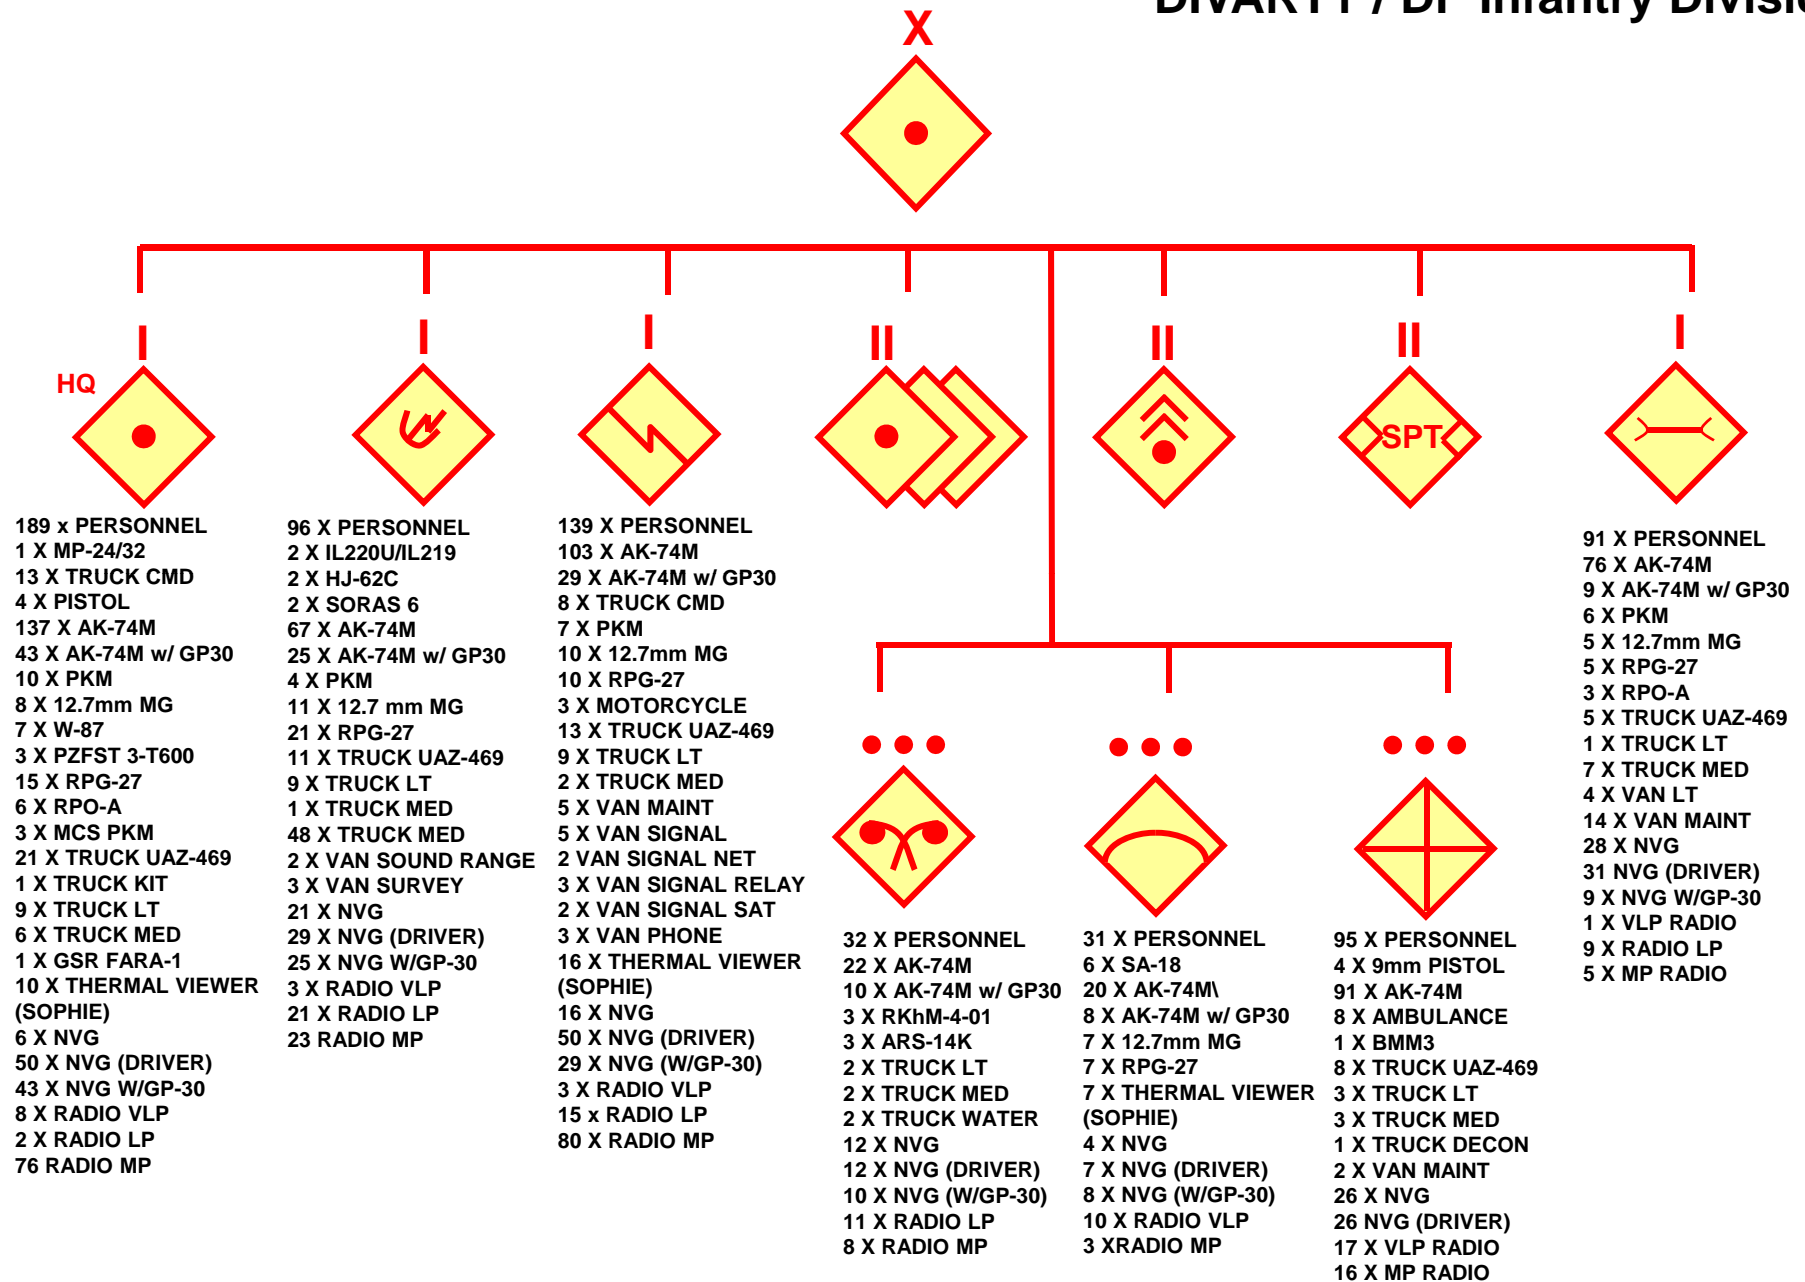 DIVARTY / DF Infantry Divisi
X
I
I
I
II
II
II
I
HQ
SPT
189 x PERSONNEL
1 X MP-24/32
13 X TRUCK CMD
4 X PISTOL
137 X AK-74M
43 X AK-74M w/ GP30
10 X PKM
8 X 12.7mm MG
7 X W-87
3 X PZFST 3-T600
15 X RPG-27
6 X RPO-A
3 X MCS PKM
21 X TRUCK UAZ-469
1 X TRUCK KIT
9 X TRUCK LT
6 X TRUCK MED
1 X GSR FARA-1
10 X THERMAL VIEWER
(SOPHIE)
6 X NVG
50 X NVG (DRIVER)
43 X NVG W/GP-30
8 X RADIO VLP
2 X RADIO LP
76 RADIO MP
96 X PERSONNEL
2 X IL220U/IL219
2 X HJ-62C
2 X SORAS 6
67 X AK-74M
25 X AK-74M w/ GP30
4 X PKM
11 X 12.7 mm MG
21 X RPG-27
11 X TRUCK UAZ-469
9 X TRUCK LT
1 X TRUCK MED
48 X TRUCK MED
2 X VAN SOUND RANGE
3 X VAN SURVEY
21 X NVG
29 X NVG (DRIVER)
25 X NVG W/GP-30
3 X RADIO VLP
21 X RADIO LP
23 RADIO MP
139 X PERSONNEL
103 X AK-74M
29 X AK-74M w/ GP30
8 X TRUCK CMD
7 X PKM
10 X 12.7mm MG
10 X RPG-27
3 X MOTORCYCLE
13 X TRUCK UAZ-469
9 X TRUCK LT
2 X TRUCK MED
5 X VAN MAINT
5 X VAN SIGNAL
2 VAN SIGNAL NET
3 X VAN SIGNAL RELAY
2 X VAN SIGNAL SAT
3 X VAN PHONE
16 X THERMAL VIEWER
(SOPHIE)
16 X NVG
50 X NVG (DRIVER)
29 X NVG (W/GP-30)
3 X RADIO VLP
15 x RADIO LP
80 X RADIO MP
32 X PERSONNEL
22 X AK-74M
10 X AK-74M w/ GP30
3 X RKhM-4-01
3 X ARS-14K
2 X TRUCK LT
2 X TRUCK MED
2 X TRUCK WATER
12 X NVG
12 X NVG (DRIVER)
10 X NVG (W/GP-30)
11 X RADIO LP
8 X RADIO MP
31 X PERSONNEL
6 X SA-18
20 X AK-74M\
8 X AK-74M w/ GP30
7 X 12.7mm MG
7 X RPG-27
7 X THERMAL VIEWER
(SOPHIE)
4 X NVG
7 X NVG (DRIVER)
8 X NVG (W/GP-30)
10 X RADIO VLP
3 XRADIO MP
95 X PERSONNEL
4 X 9mm PISTOL
91 X AK-74M
8 X AMBULANCE
1 X BMM3
8 X TRUCK UAZ-469
3 X TRUCK LT
3 X TRUCK MED
1 X TRUCK DECON
2 X VAN MAINT
26 X NVG
26 NVG (DRIVER)
17 X VLP RADIO
16 X MP RADIO
91 X PERSONNEL
76 X AK-74M
9 X AK-74M w/ GP30
6 X PKM
5 X 12.7mm MG
5 X RPG-27
3 X RPO-A
5 X TRUCK UAZ-469
1 X TRUCK LT
7 X TRUCK MED
4 X VAN LT
14 X VAN MAINT
28 X NVG
31 NVG (DRIVER)
9 X NVG W/GP-30
1 X VLP RADIO
9 X RADIO LP
5 X MP RADIO